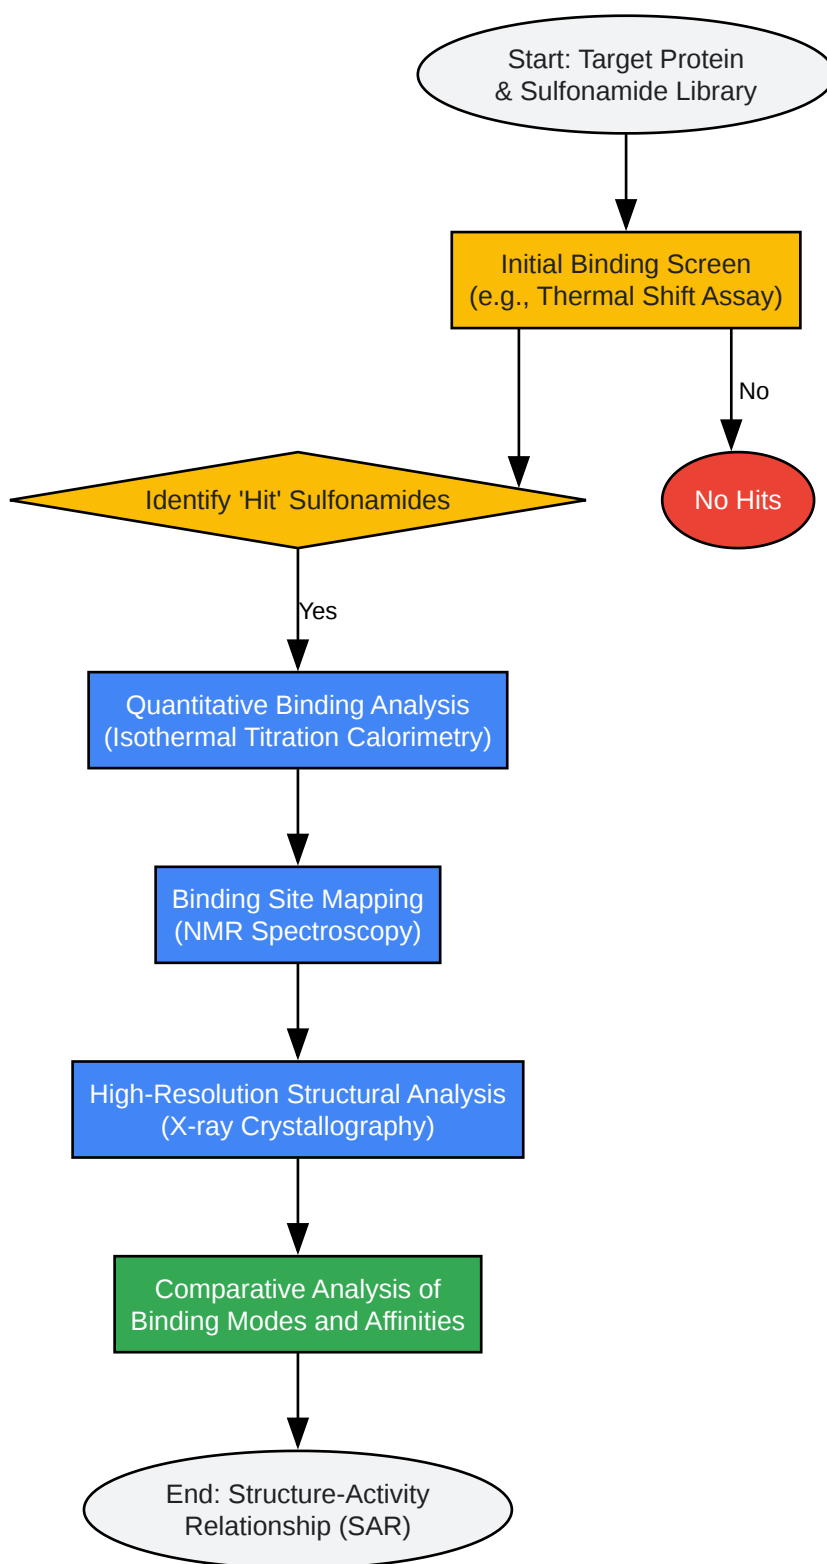 Start: Target Protein
& Sulfonamide Library
Initial Binding Screen
(e.g., Thermal Shift Assay)
No
Identify 'Hit' Sulfonamides
No Hits
Yes
Quantitative Binding Analysis
(Isothermal Titration Calorimetry)
Binding Site Mapping
(NMR Spectroscopy)
High-Resolution Structural Analysis
(X-ray Crystallography)
Comparative Analysis of
Binding Modes and Affinities
End: Structure-Activity
Relationship (SAR)